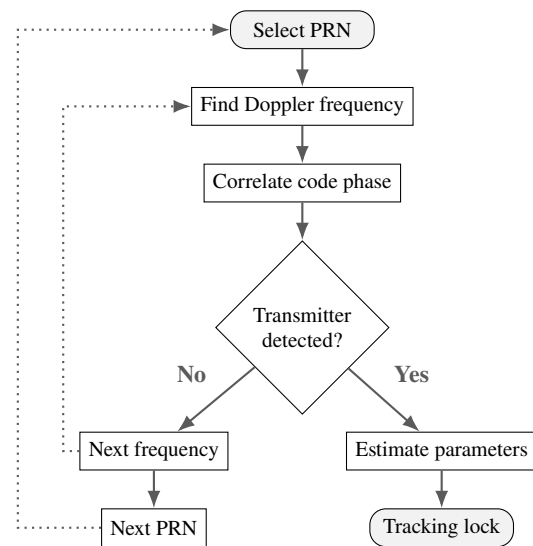 Select PRN
Find Doppler frequency
Correlate code phase
Transmitter
detected?
No
Yes
Next frequency
Estimate parameters
Next PRN
Tracking lock